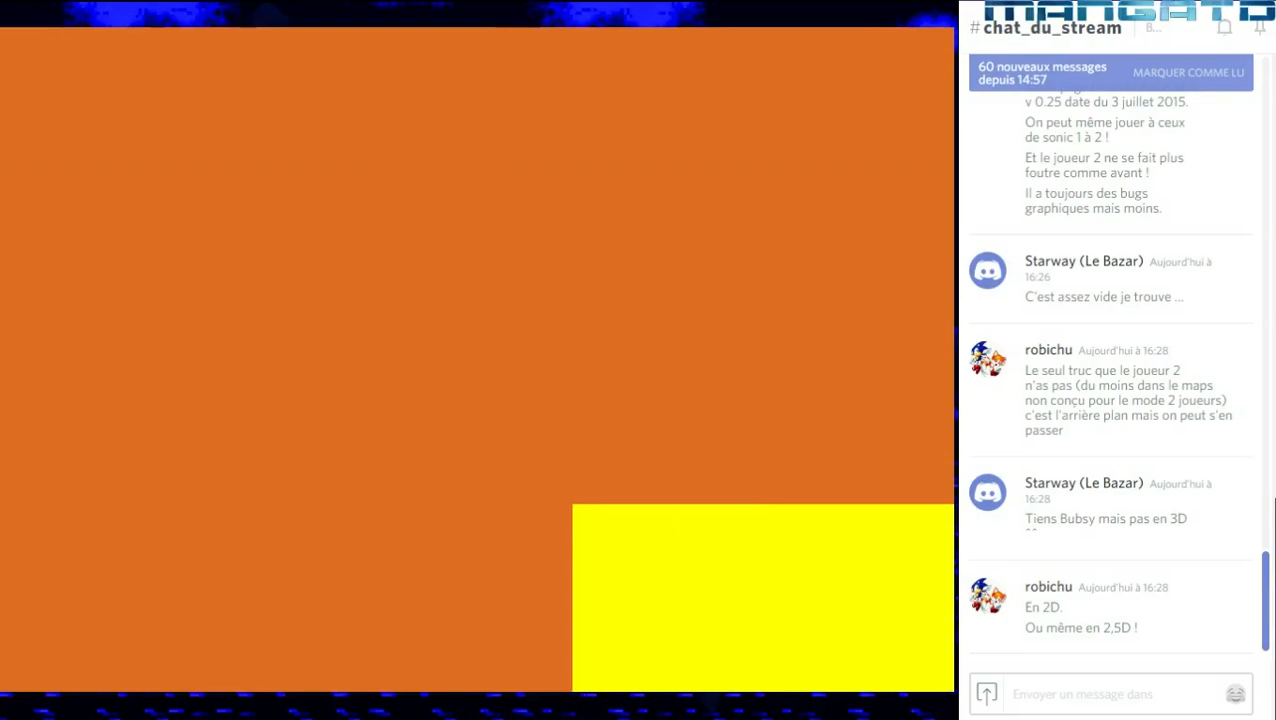 MANGATD
# chat_du_stream B...
60 nouveaux messages
depuis 14:57
MARQUER COMME LU
v 0.25 date du 3 juillet 2015.
On peut même jouer à ceux
de sonic 1 à 2 !
Et le joueur 2 ne se fait plus
foutre comme avant !
Il a toujours des bugs
graphiques mais moins.
Starway (Le Bazar) Aujourd'hui à
16:26
C'est assez vide je trouve ...
robichu Aujourd'hui à 16:28
Le seul truc que le joueur 2
n'as pas (du moins dans le maps
non conçu pour le mode 2 joueurs)
c'est l'arrière plan mais on peut s'en
passer
Starway (Le Bazar) Aujourd'hui à
16:28
Tiens Bubsy mais pas en 3D
^^
robichu Aujourd'hui à 16:28
En 2D.
Ou même en 2,5D !
Envoyer un message dans